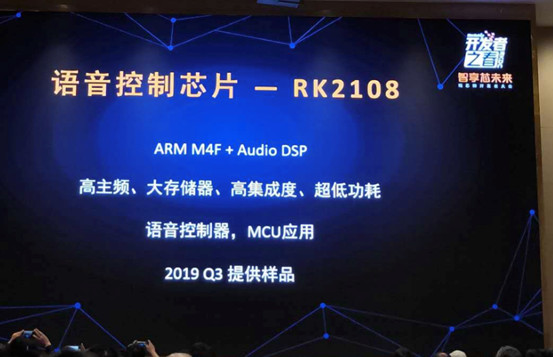 开发者
之春
智享芯未来
语音控制芯片 — RK2108
ARM M4F + Audio DSP
高主频、大存储器、高集成度、超低功耗
语音控制器，MCU应用
2019 Q3 提供样品